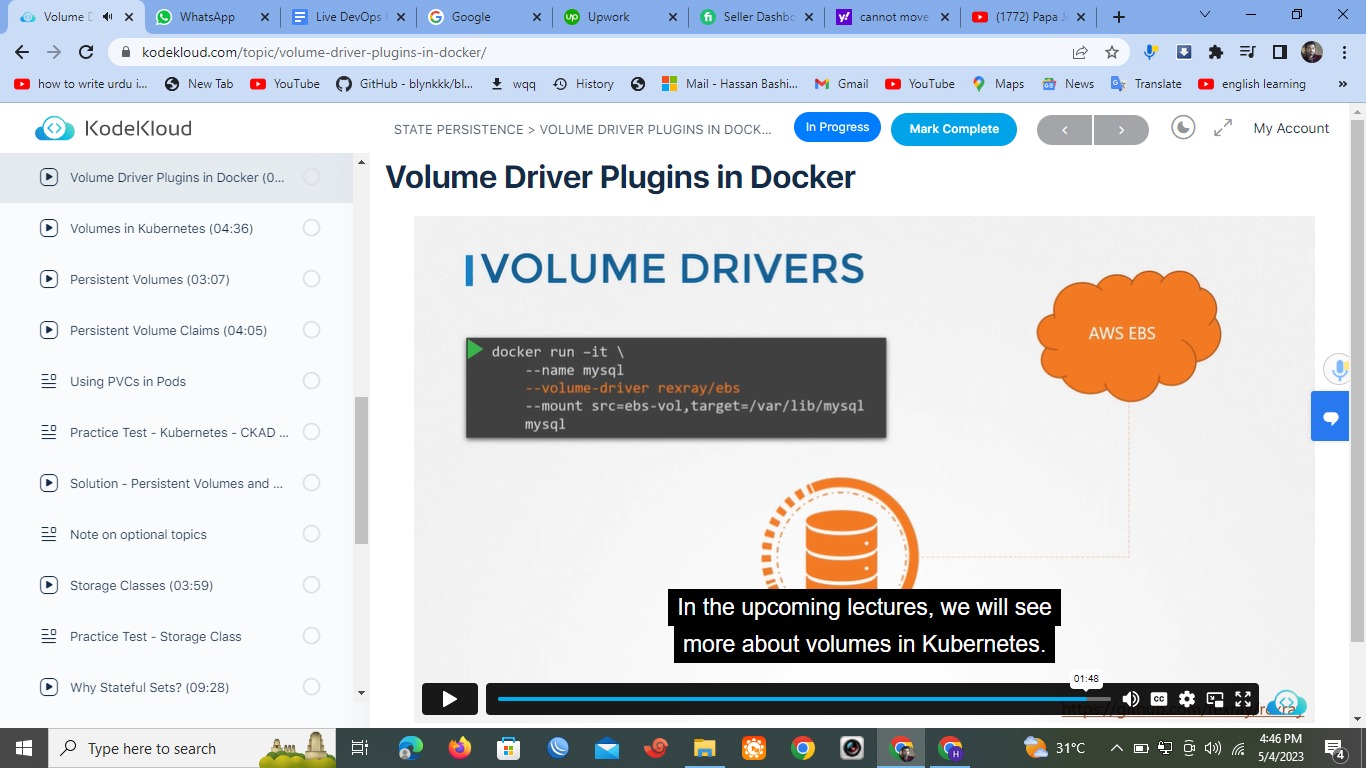 Volume D
WhatsApp
Live DevOps
Google
Upwork
Seller Dashbo
cannot move
(1772) Papa J
kodekloud.com/topic/volume-driver-plugins-in-docker/
how to write urdu i...
New Tab
YouTube
GitHub - blynkkk/bl...
wqq
History
Mail - Hassan Bashi...
Gmail
YouTube
Maps
News
Translate
english learning
KodeKloud
STATE PERSISTENCE > VOLUME DRIVER PLUGINS IN DOCK...
In Progress
Mark Complete
My Account
Volume Driver Plugins in Docker (0...
Volumes in Kubernetes (04:36)
Persistent Volumes (03:07)
Persistent Volume Claims (04:05)
Using PVCs in Pods
Practice Test - Kubernetes - CKAD ...
Solution - Persistent Volumes and ...
Note on optional topics
Storage Classes (03:59)
Practice Test - Storage Class
Why Stateful Sets? (09:28)
Volume Driver Plugins in Docker
VOLUME DRIVERS
docker run –it \
--name mysql
--volume-driver rexray/ebs
--mount src=ebs-vol,target=/var/lib/mysql
mysql
AWS EBS
In the upcoming lectures, we will see
more about volumes in Kubernetes.
01:48
CC
https://github.com/rexray/rexray
Type here to search
H
31°C
4:46 PM
5/4/2023
4